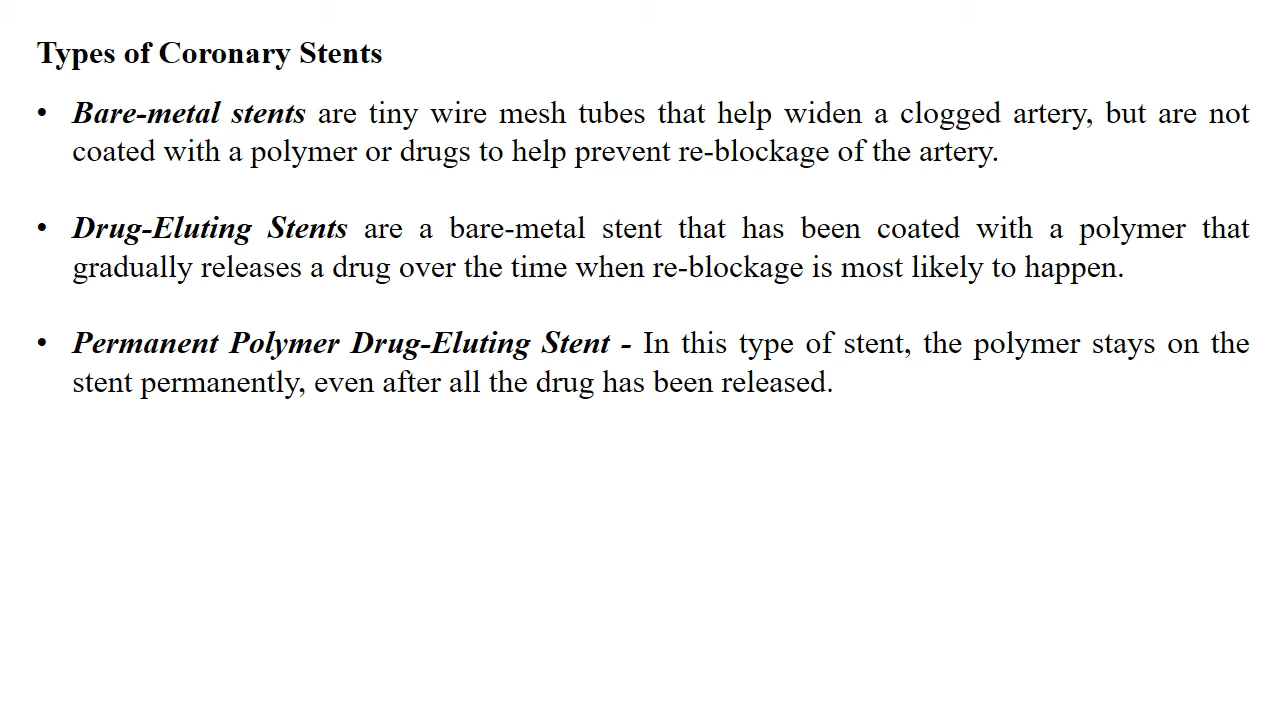 Types of Coronary Stents
• Bare-metal stents are tiny wire mesh tubes that help widen a clogged artery, but are not
coated with a polymer or drugs to help prevent re-blockage of the artery.
• Drug-Eluting Stents are a bare-metal stent that has been coated with a polymer that
gradually releases a drug over the time when re-blockage is most likely to happen.
• Permanent Polymer Drug-Eluting Stent - In this type of stent, the polymer stays on the
stent permanently, even after all the drug has been released.